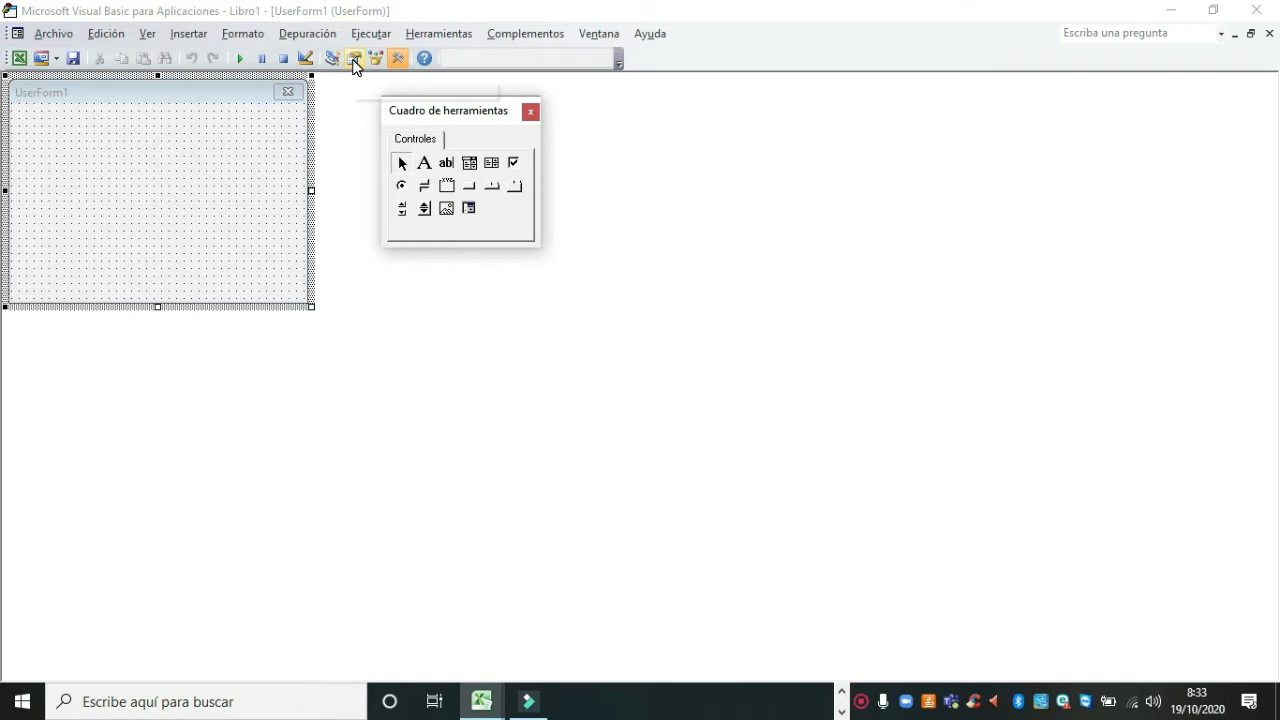 Microsoft Visual Basic para Aplicaciones - Libro1 - [UserForm1 (UserForm)]
Archivo Edición Ver Insertar Formato Depuración Ejecutar Herramientas Complementos Ventana Ayuda Escriba una pregunta
UserForm1
Cuadro de herramientas
Controles
A ab|
Escribe aquí para buscar
8:33
19/10/2020